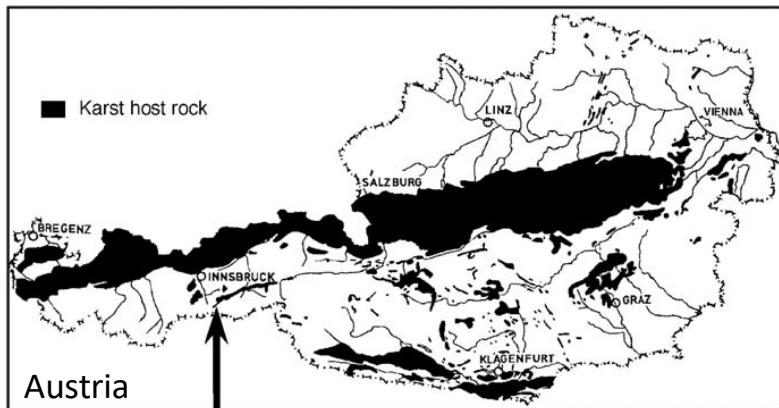 Karst host rock
LINZ
VIENNA
SALZBURG
BREGENZ
INNSBRUCK
GRAZ
KLAGENFURT
Austria